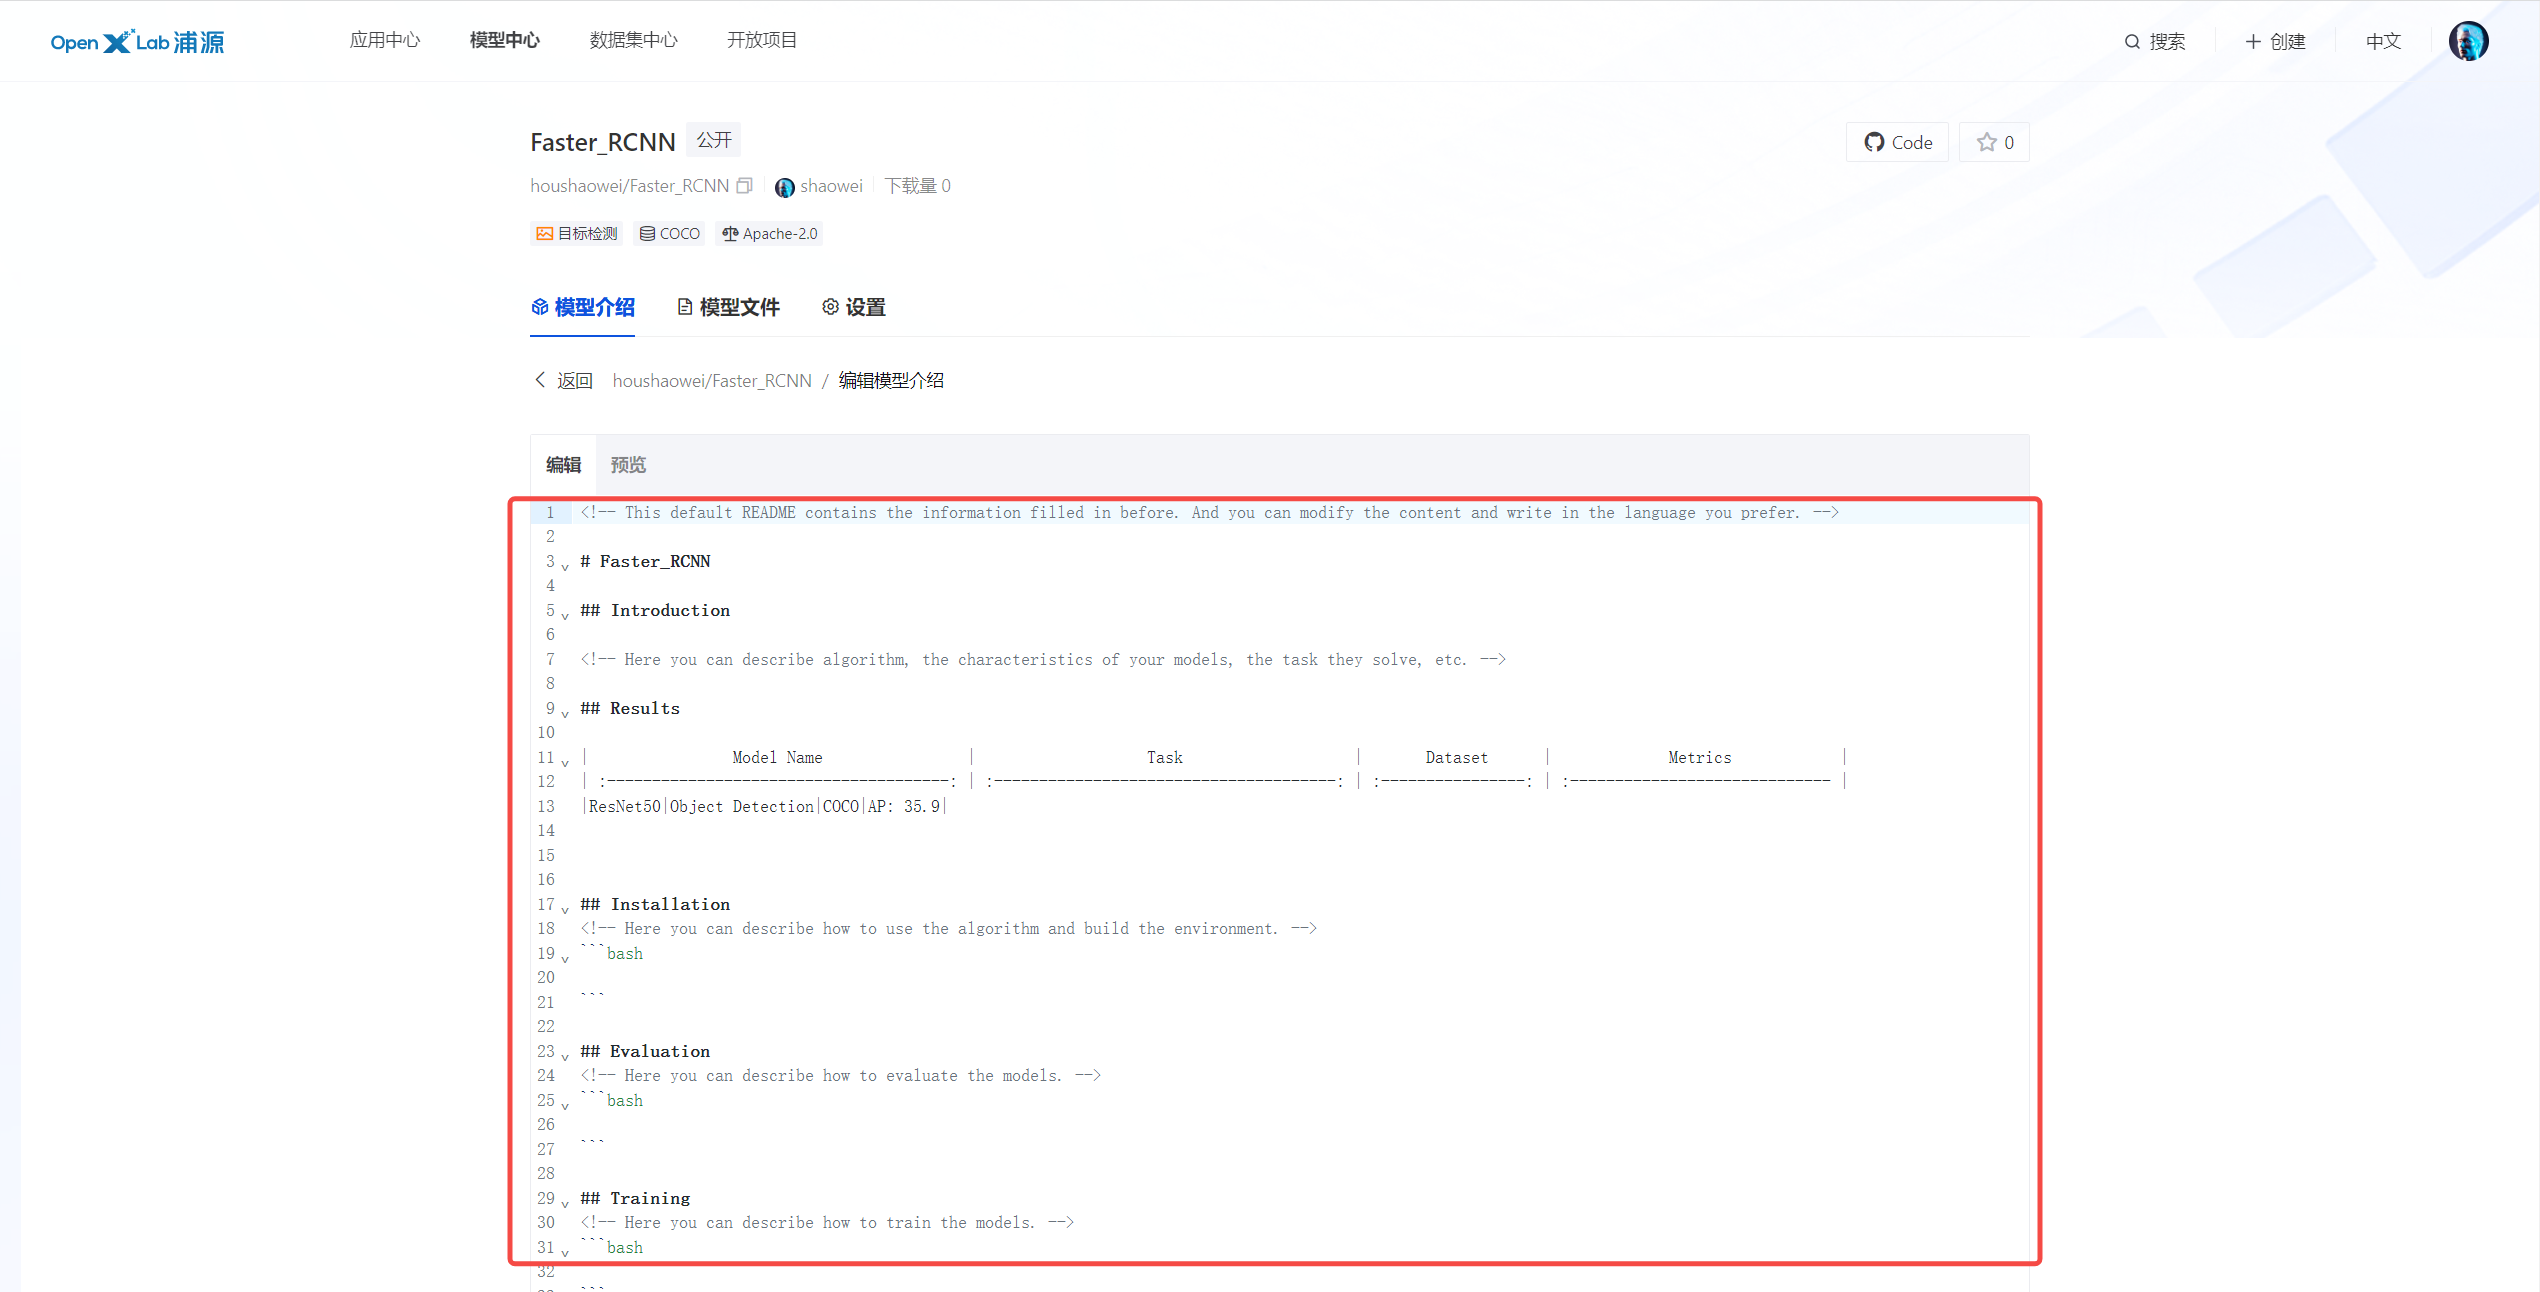 Open X Lab 浦源 应用中心 模型中心 数据集中心 开放项目 搜索 + 创建 中文
Faster_RCNN 公开 Code 0
houshaowei/Faster_RCNN shaowei 下载量 0
目标检测 COCO Apache-2.0
模型介绍 模型文件 设置
返回 houshaowei/Faster_RCNN / 编辑模型介绍
编辑 预览
1 <!-- This default README contains the information filled in before. And you can modify the content and write in the language you prefer. -->
2
3 # Faster_RCNN
4
5 ## Introduction
6
7 <!-- Here you can describe algorithm, the characteristics of your models, the task they solve, etc. -->
8
9 ## Results
10
11 | Model Name | Task | Dataset | Metrics |
12 | :--------------------------------------: | :--------------------------------------: | :----------------: | :----------------------------- |
13 |ResNet50|Object Detection|COCO|AP: 35.9|
14
15
16
17 ## Installation
18 <!-- Here you can describe how to use the algorithm and build the environment. -->
19 ```bash
20
21 ```
22
23 ## Evaluation
24 <!-- Here you can describe how to evaluate the models. -->
25 ```bash
26
27 ```
28
29 ## Training
30 <!-- Here you can describe how to train the models. -->
31 ```bash
32
```